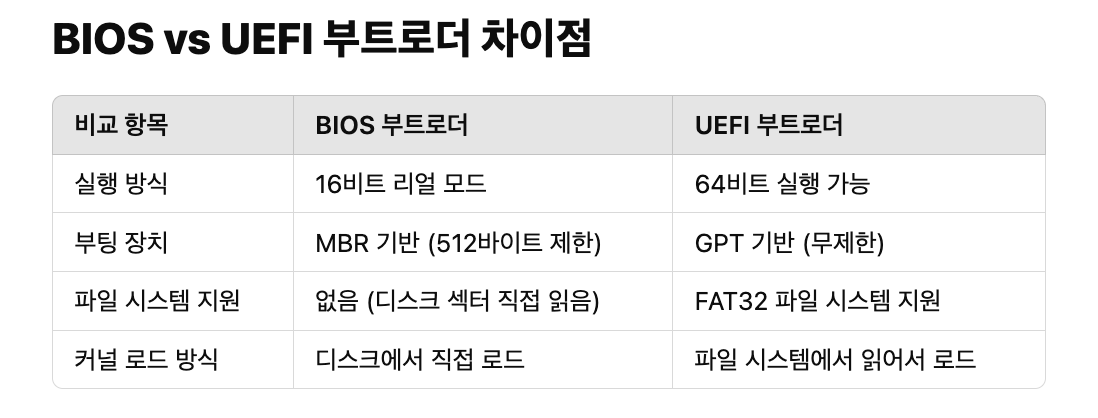 BIOS vs UEFI 부트로더 차이점
비교 항목 BIOS 부트로더 UEFI 부트로더
실행 방식 16비트 리얼 모드 64비트 실행 가능
부팅 장치 MBR 기반 (512바이트 제한) GPT 기반 (무제한)
파일 시스템 지원 없음 (디스크 섹터 직접 읽음) FAT32 파일 시스템 지원
커널 로드 방식 디스크에서 직접 로드 파일 시스템에서 읽어서 로드